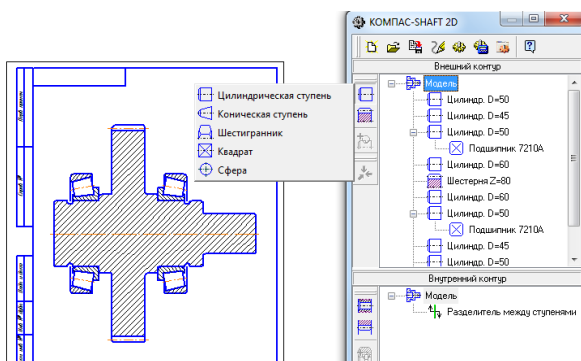 КОМПАС-SHAFT 2D
Внешний контур
Модель
Цилиндр. D=50
Цилиндр. D=45
Цилиндр. D=50
Подшипник 7210А
Цилиндр. D=60
Шестерня Z=80
Цилиндр. D=60
Цилиндр. D=50
Подшипник 7210А
Цилиндр. D=45
Цилиндр. D=50
Внутренний контур
Модель
Разделитель между ступенями
Цилиндрическая ступень
Коническая ступень
Шестигранник
Квадрат
Сфера